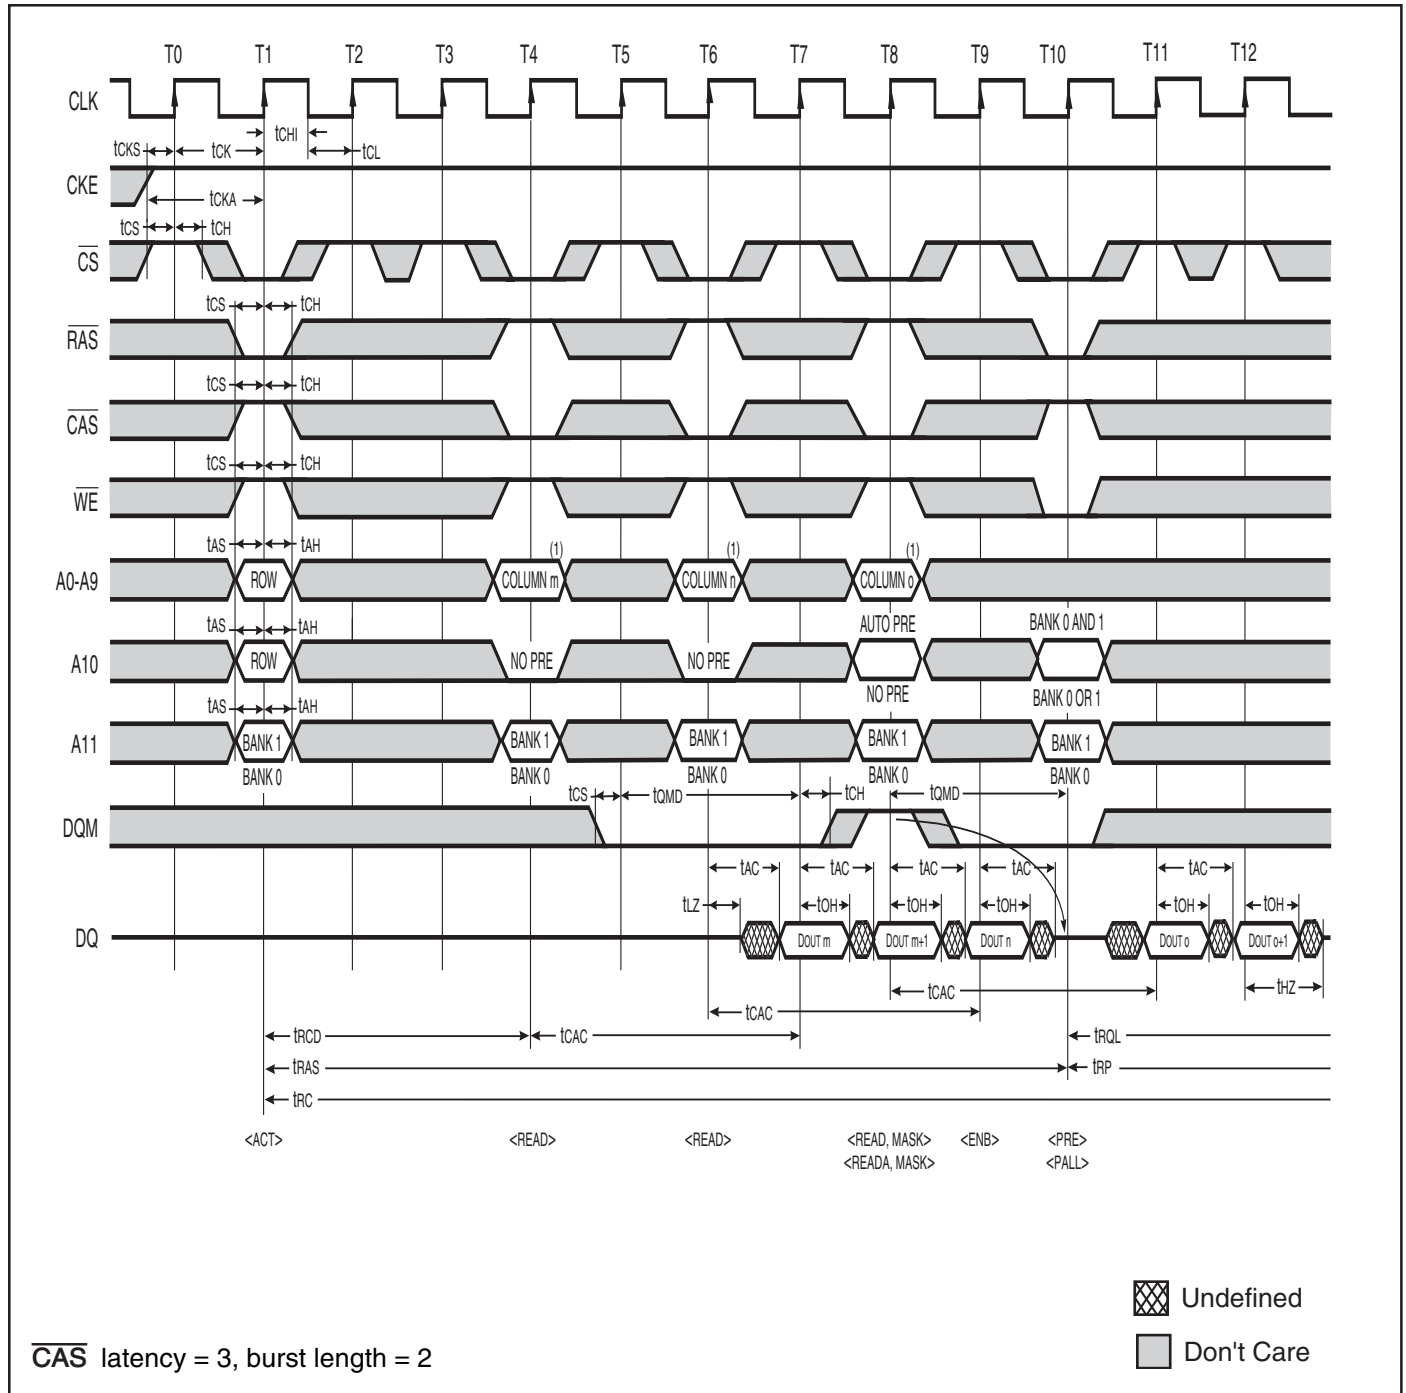 T0 T1 T2 T3 T4 T5 T6 T7 T8 T9 T10 T11 T12
CLK
tCHI
tCKS tCK tCL
CKE
tCKA
tCS tCH
CS
tCS tCH
RAS
tCS tCH
CAS
tCS tCH
WE
tAS tAH (1) (1) (1)
A0-A9 ROW COLUMN m COLUMN n COLUMN o
tAS tAH AUTO PRE BANK 0 AND 1
A10 ROW NO PRE NO PRE
NO PRE BANK 0 OR 1
tAS tAH
A11 BANK 1 BANK 1 BANK 1 BANK 1 BANK 1
BANK 0 BANK 0 BANK 0 BANK 0 BANK 0
tCS tQMD tCH tQMD
DQM
tAC tAC tAC tAC tAC
tLZ tOH tOH tOH tOH tOH
DQ DOUT m DOUT m+1 DOUT n DOUT o DOUT o+1
tCAC tHZ
tCAC
tRCD tCAC tRQL
tRAS tRP
tRC
<ACT> <READ> <READ> <READ, MASK> <ENB> <PRE>
<READA, MASK> <PALL>
Undefined
Don't Care
CAS latency = 3, burst length = 2